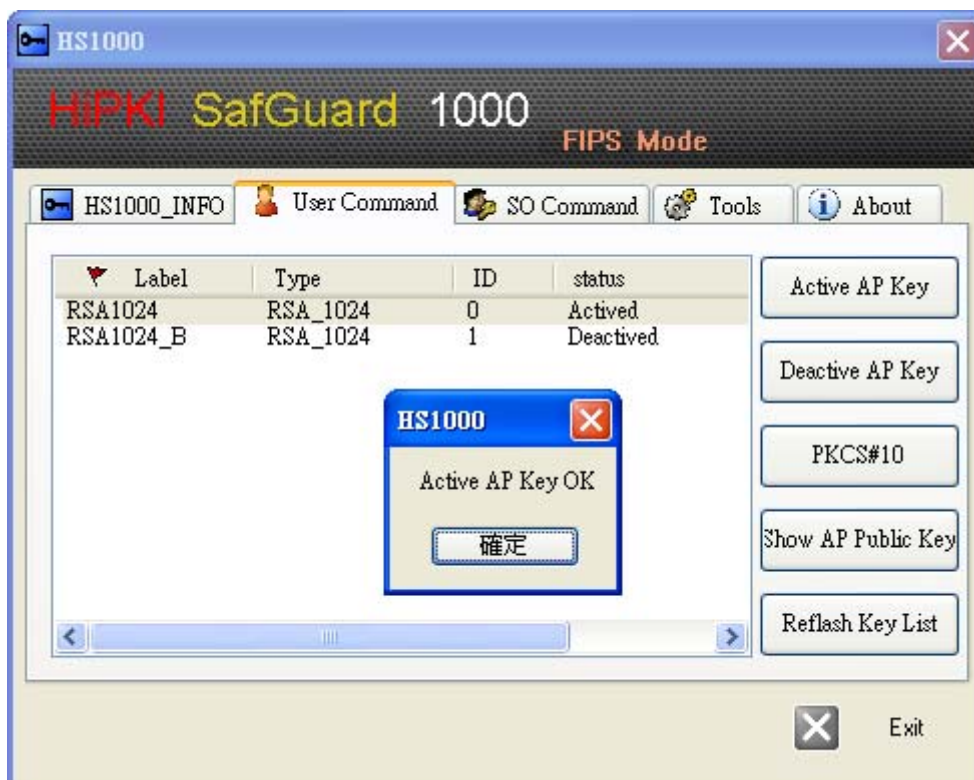 HS1000
HiPKI SafGuard 1000
FIPS Mode
HS1000_INFO User Command SO Command Tools About
Label Type ID status
RSA1024 RSA_1024 0 Actived
RSA1024_B RSA_1024 1 Deactived
Active AP Key
Deactive AP Key
PKCS#10
Show AP Public Key
Reflash Key List
HS1000
Active AP Key OK
確定
Exit